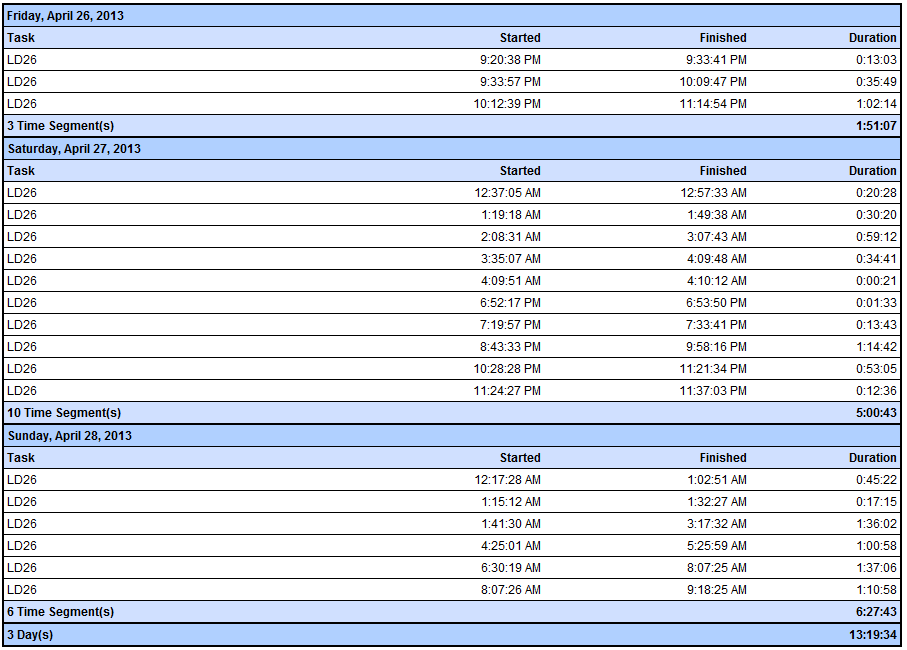 Friday, April 26, 2013
Task Started Finished Duration
LD26 9:20:38 PM 9:33:41 PM 0:13:03
LD26 9:33:57 PM 10:09:47 PM 0:35:49
LD26 10:12:39 PM 11:14:54 PM 1:02:14
3 Time Segment(s) 1:51:07
Saturday, April 27, 2013
Task Started Finished Duration
LD26 12:37:05 AM 12:57:33 AM 0:20:28
LD26 1:19:18 AM 1:49:38 AM 0:30:20
LD26 2:08:31 AM 3:07:43 AM 0:59:12
LD26 3:35:07 AM 4:09:48 AM 0:34:41
LD26 4:09:51 AM 4:10:12 AM 0:00:21
LD26 6:52:17 PM 6:53:50 PM 0:01:33
LD26 7:19:57 PM 7:33:41 PM 0:13:43
LD26 8:43:33 PM 9:58:16 PM 1:14:42
LD26 10:28:28 PM 11:21:34 PM 0:53:05
LD26 11:24:27 PM 11:37:03 PM 0:12:36
10 Time Segment(s) 5:00:43
Sunday, April 28, 2013
Task Started Finished Duration
LD26 12:17:28 AM 1:02:51 AM 0:45:22
LD26 1:15:12 AM 1:32:27 AM 0:17:15
LD26 1:41:30 AM 3:17:32 AM 1:36:02
LD26 4:25:01 AM 5:25:59 AM 1:00:58
LD26 6:30:19 AM 8:07:25 AM 1:37:06
LD26 8:07:26 AM 9:18:25 AM 1:10:58
6 Time Segment(s) 6:27:43
3 Day(s) 13:19:34